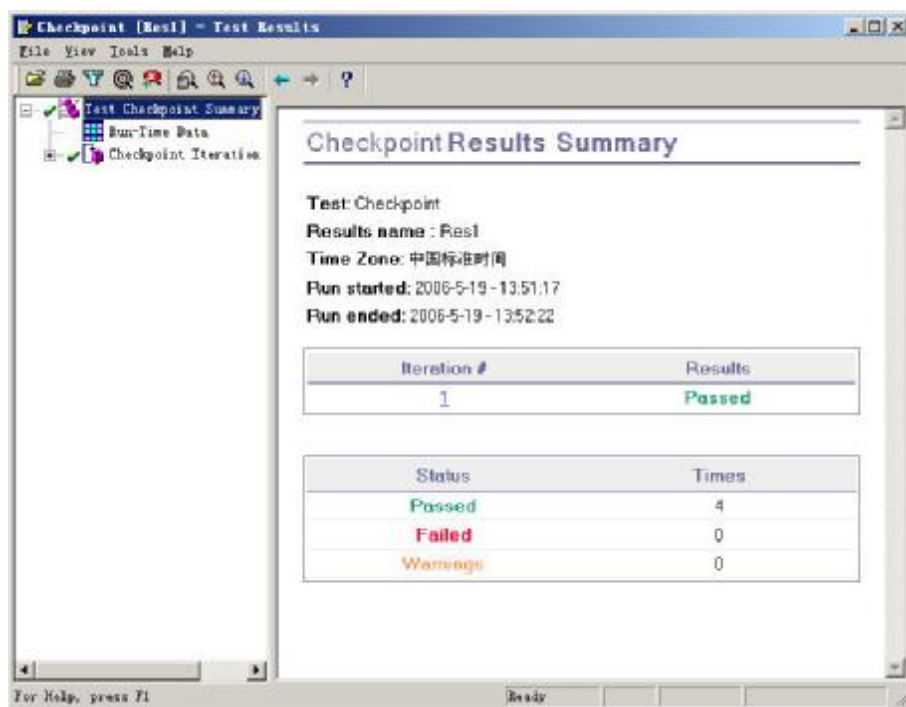 Checkpoint [Res1] - Test Results
File View Tools Help
Test Checkpoint Summary
Run-Time Data
Checkpoint Iteration
Checkpoint Results Summary
Test: Checkpoint
Results name : Res1
Time Zone: 中国标准时间
Run started: 2006-5-19 - 13:51:17
Run ended: 2006-5-19 - 13:52:22
Iteration # Results
1 Passed
Status Times
Passed 4
Failed 0
Warnings 0
For Help, press F1 Ready